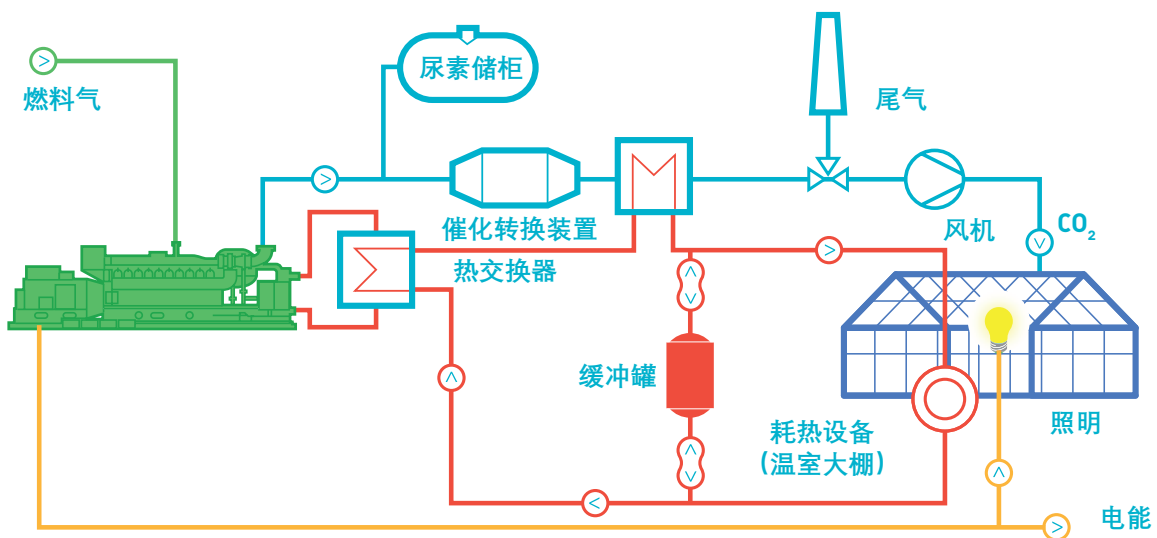 尿素储柜
燃料气
尾气
催化转换装置
风机
CO₂
热交换器
缓冲罐
耗热设备
(温室大棚)
照明
电能